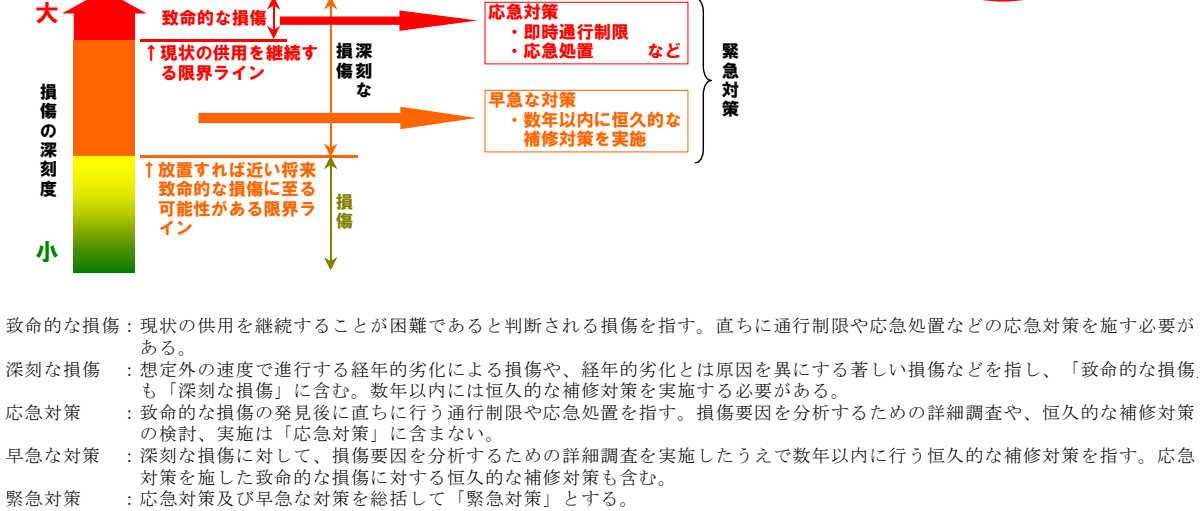 大
致命的な損傷
↑現状の供用を継続す
る限界ライン
損傷の深刻度
深刻な
損傷
応急対策
・即時通行制限
・応急処置 など
早急な対策
・数年以内に恒久的な
補修対策を実施
緊急対策
↑放置すれば近い将来
致命的な損傷に至る
可能性がある限界ラ
イン
損傷
小
致命的な損傷：現状の供用を継続することが困難であると判断される損傷を指す。直ちに通行制限や応急処置などの応急対策を施す必要が
ある。
深刻な損傷 ：想定外の速度で進行する経年的劣化による損傷や、経年的劣化とは原因を異にする著しい損傷などを指し、「致命的な損傷」
も「深刻な損傷」に含む。数年以内には恒久的な補修対策を実施する必要がある。
応急対策 ：致命的な損傷の発見後に直ちに行う通行制限や応急処置を指す。損傷要因を分析するための詳細調査や、恒久的な補修対策
の検討、実施は「応急対策」に含まない。
早急な対策 ：深刻な損傷に対して、損傷要因を分析するための詳細調査を実施したうえで数年以内に行う恒久的な補修対策を指す。応急
対策を施した致命的な損傷に対する恒久的な補修対策も含む。
緊急対策 ：応急対策及び早急な対策を総括して「緊急対策」とする。